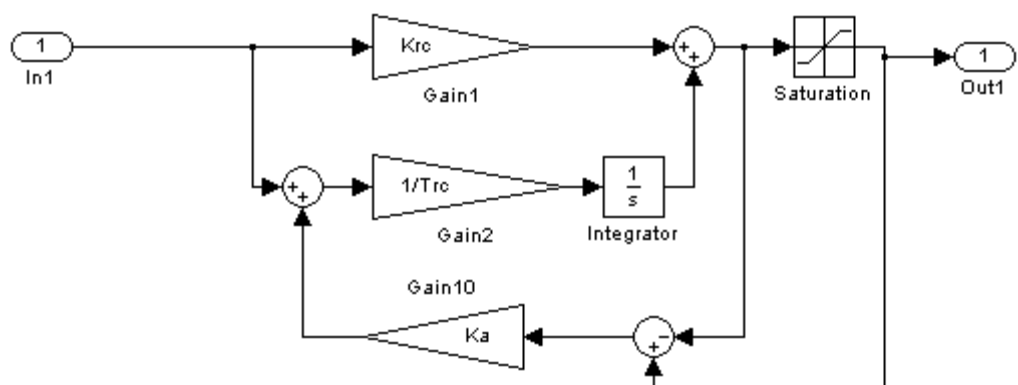 1
In1
Krc
Gain1
+
+
Saturation
1
Out1
+
+
1/Trc
Gain2
1
s
Integrator
Gain10
Ka
−
+